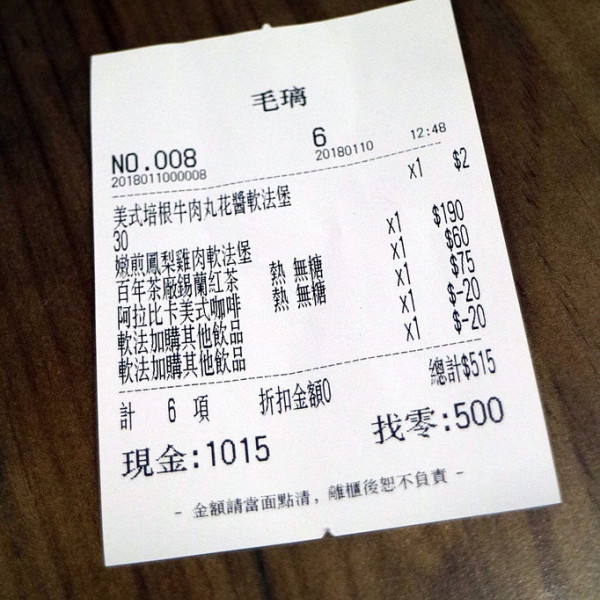 毛璃
NO.008 6 12:48
2018011000008 20180110
美式培根牛肉丸花醬軟法堡 x1 $2
30
嫩煎鳳梨雞肉軟法堡 x1 $190
百年茶廠錫蘭紅茶 熱 無糖 x1 $60
阿拉比卡美式咖啡 熱 無糖 x1 $75
軟法加購其他飲品 x1 $-20
軟法加購其他飲品 x1 $-20
計 6 項 折扣金額0 總計$515
現金:1015 找零:500
- 金額請當面點清, 離櫃後恕不負責 -